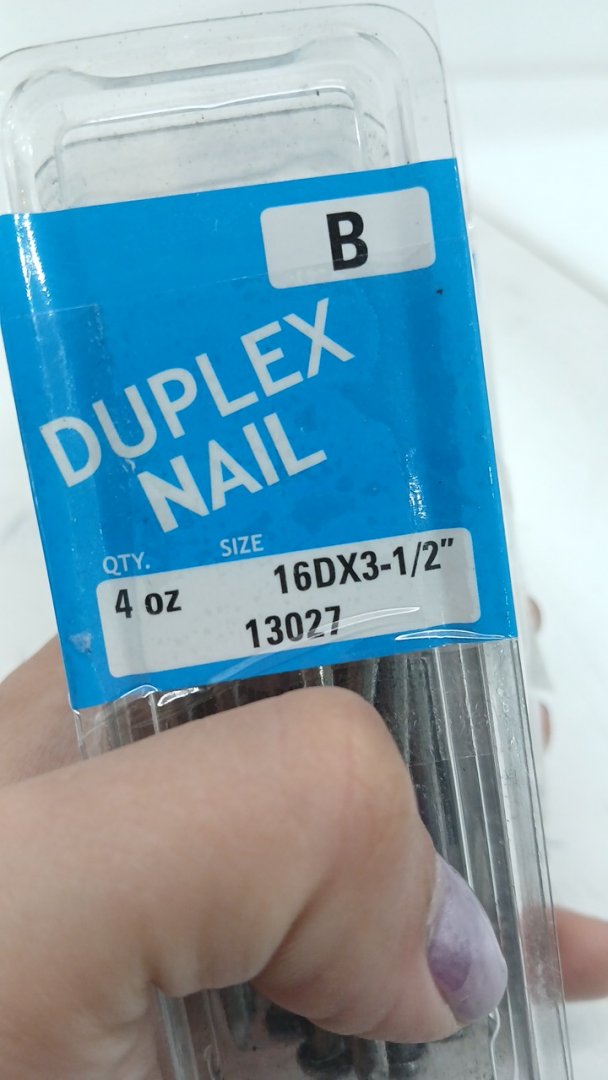 B
DUPLEX
NAIL
QTY. SIZE
4 oz 16DX3-1/2"
13027